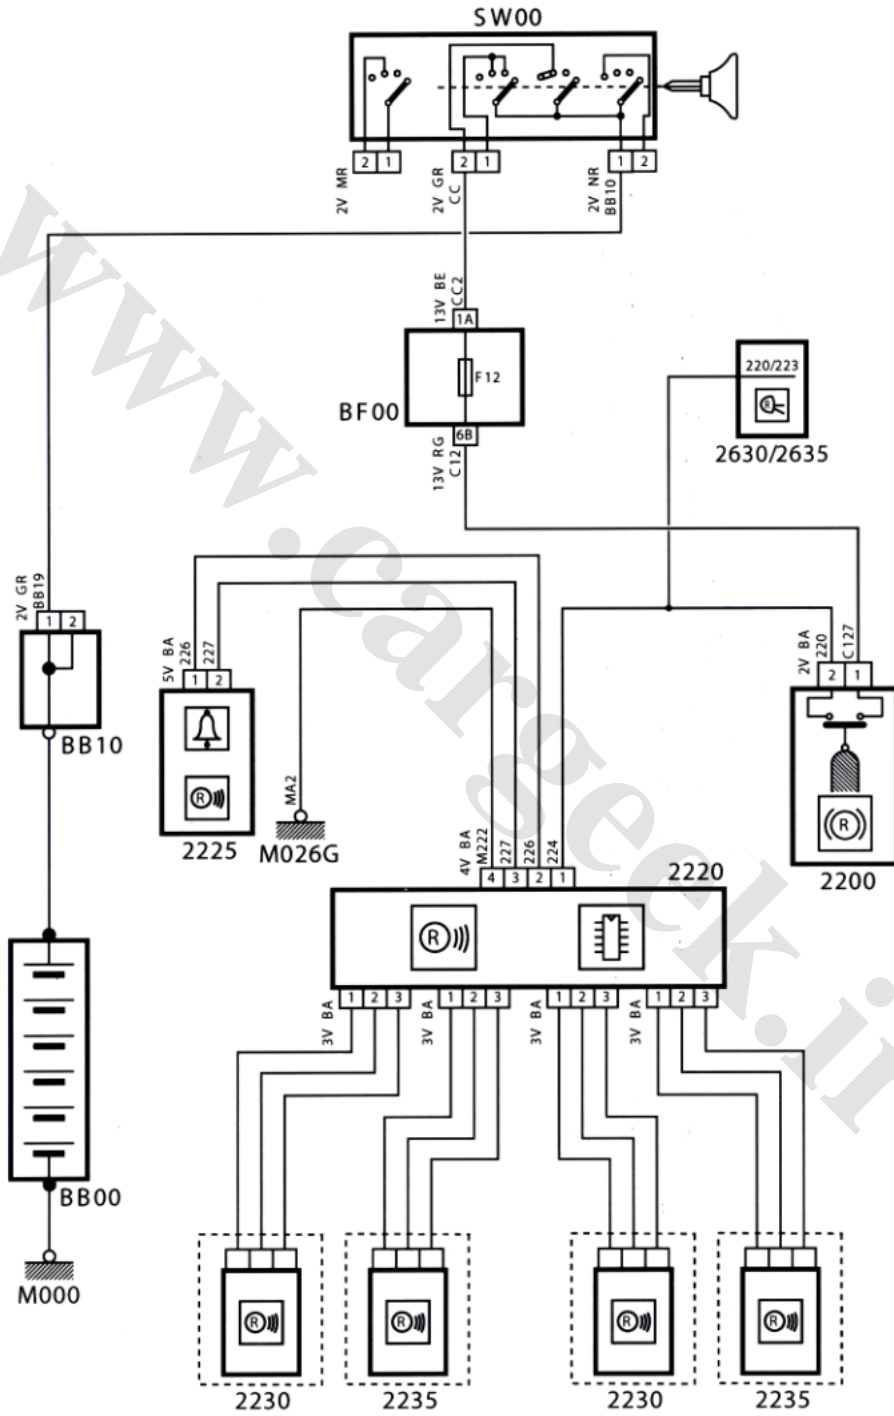 SW00
2 1
2 1
1 2
2V MR
2V GR
CC
2V NR
BB10
13V BE
CC2
1A
F12
BF00
6B
13V RG
C12
220/223
2630/2635
2V GR
BB19
1 2
BB10
5V BA
226
227
1 2
2225
MA2
M026G
2V BA
220
C127
2 1
R
2200
4V BA
M222
227
226
224
4 3 2 1
2220
R
R
1 2 3
1 2 3
1 2 3
1 2 3
3V BA
3V BA
3V BA
3V BA
BB00
M000
R
R
R
R
2230
2235
2230
2235
www.cargeek.ir